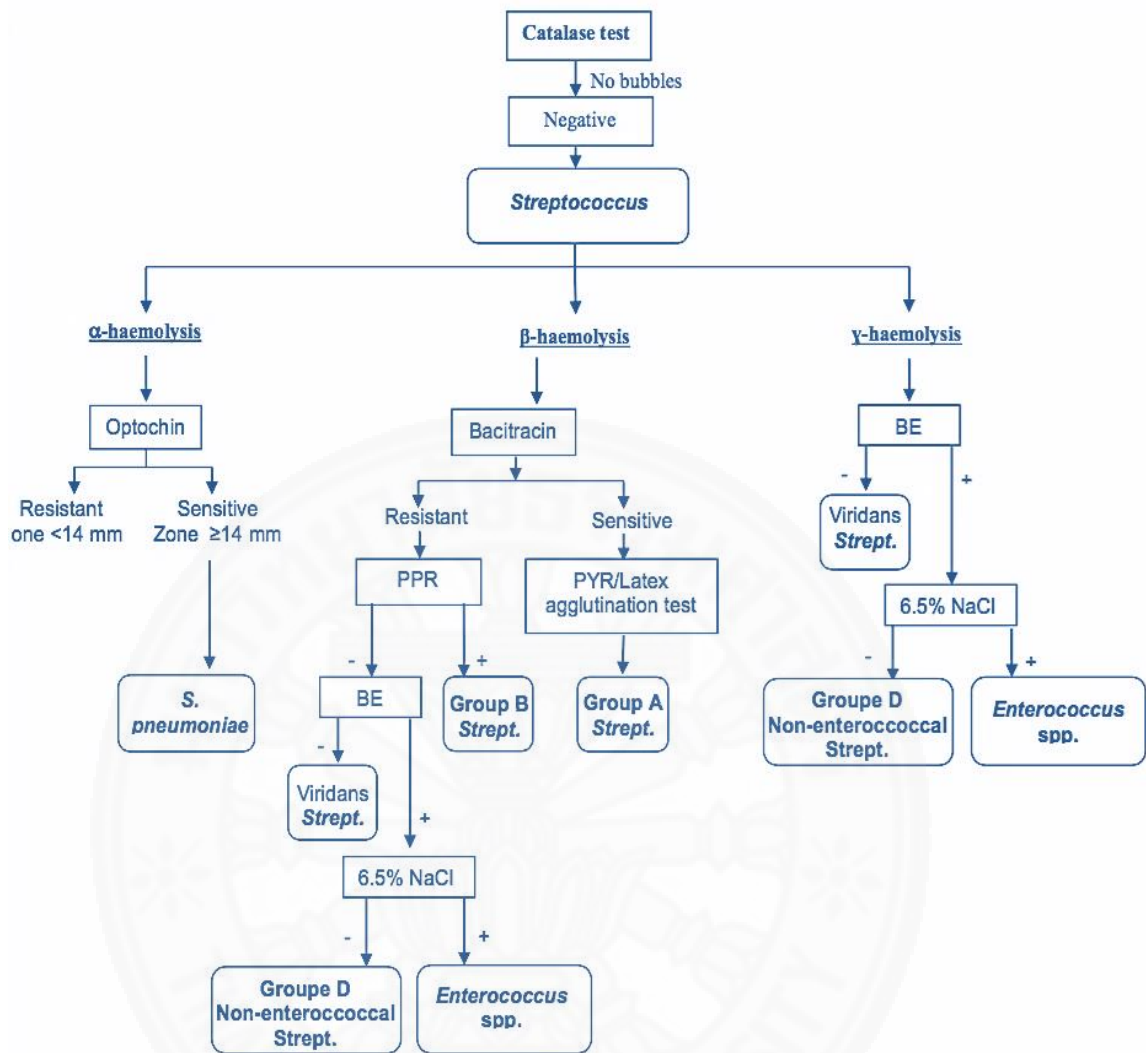 Catalase test
No bubbles
Negative
Streptococcus
α-haemolysis
β-haemolysis
γ-haemolysis
Optochin
Bacitracin
BE
Resistant
one <14 mm
Sensitive
Zone ≥14 mm
Resistant
Sensitive
-
+
Viridans
Strept.
PPR
PYR/Latex
agglutination test
6.5% NaCl
-
+
-
+
S.
pneumoniae
BE
Group B
Strept.
Group A
Strept.
Groupe D
Non-enteroccoccal
Strept.
Enterococcus
spp.
-
+
Viridans
Strept.
6.5% NaCl
-
+
Groupe D
Non-enteroccoccal
Strept.
Enterococcus
spp.